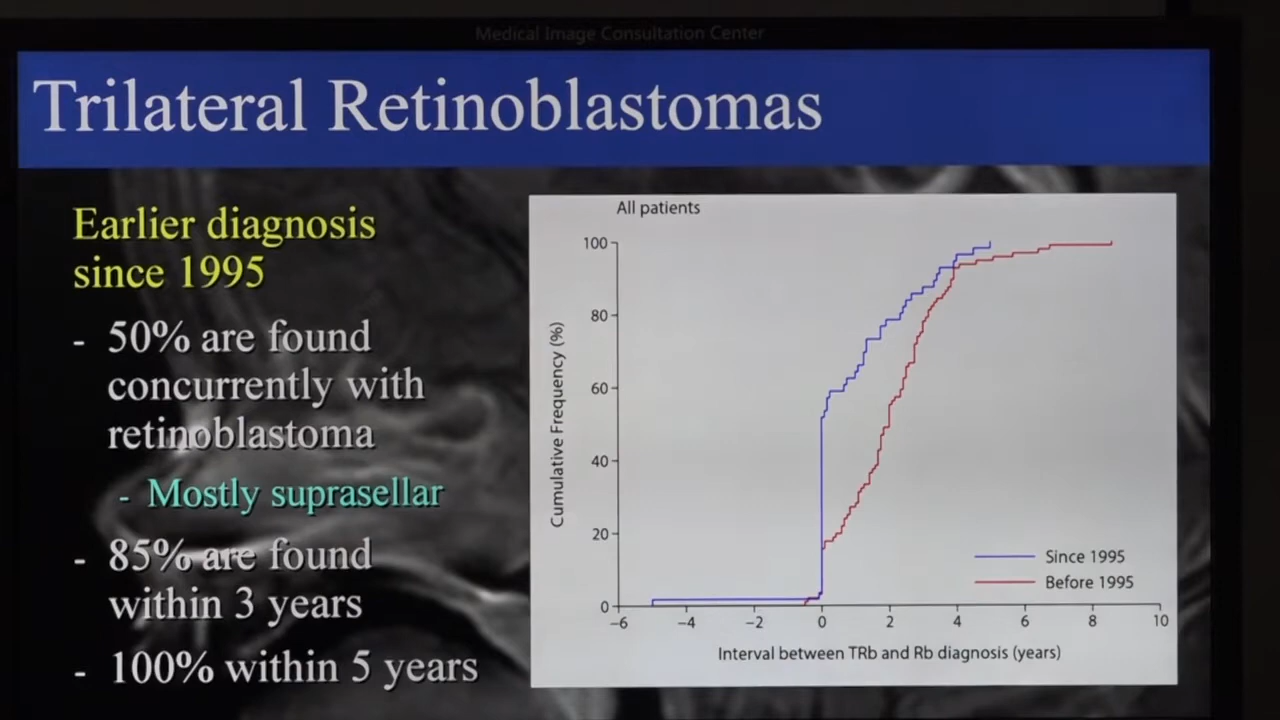 Medical Image Consultation Center
Trilateral Retinoblastomas
Earlier diagnosis
since 1995
- 50% are found
concurrently with
retinoblastoma
- Mostly suprasellar
- 85% are found
within 3 years
- 100% within 5 years
All patients
100
80
60
40
20
0
Cumulative Frequency (%)
Since 1995
Before 1995
−6 −4 −2 0 2 4 6 8 10
Interval between TRb and Rb diagnosis (years)